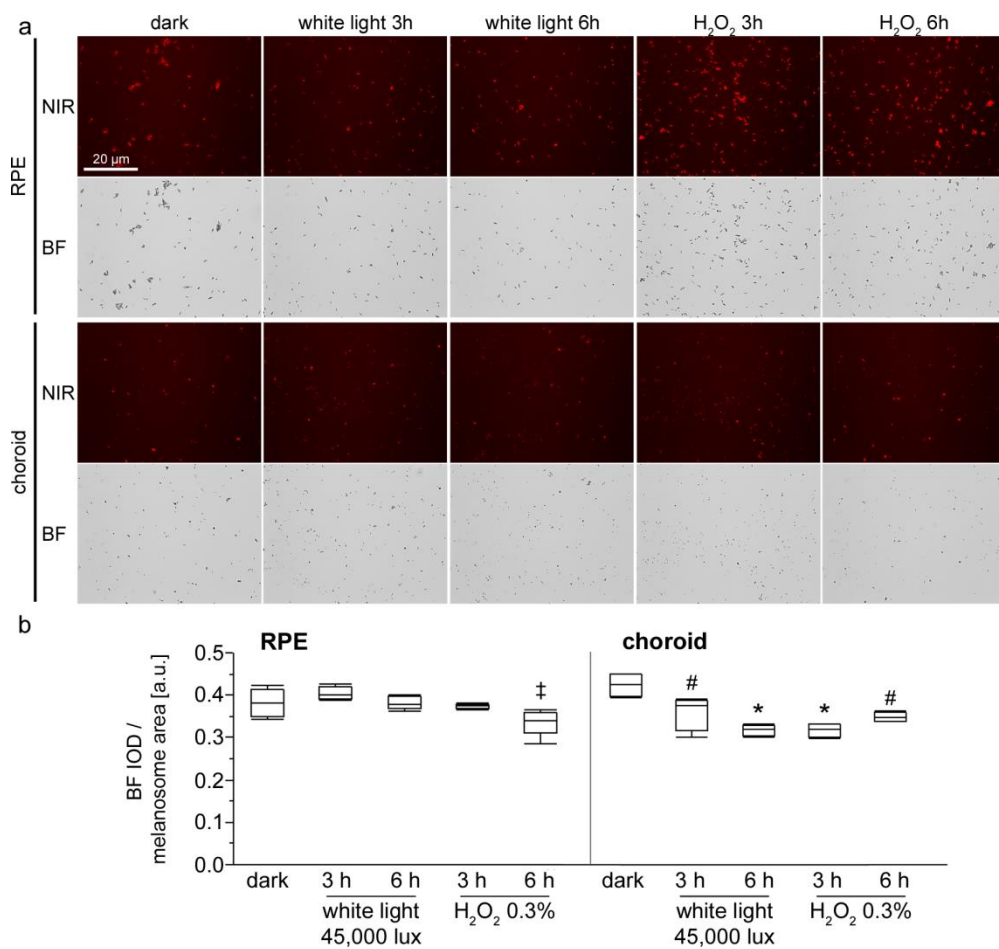 a
dark white light 3h white light 6h H₂O₂ 3h H₂O₂ 6h
RPE
NIR
20 µm
BF
choroid
NIR
BF
b
RPE choroid
BF IOD /
melanosome area [a.u.]
0.5
0.4
0.3
0.2
0.1
0.0
‡
# * * #
dark 3 h 6 h 3 h 6 h dark 3 h 6 h 3 h 6 h
white light H₂O₂ 0.3% white light H₂O₂ 0.3%
45,000 lux 45,000 lux